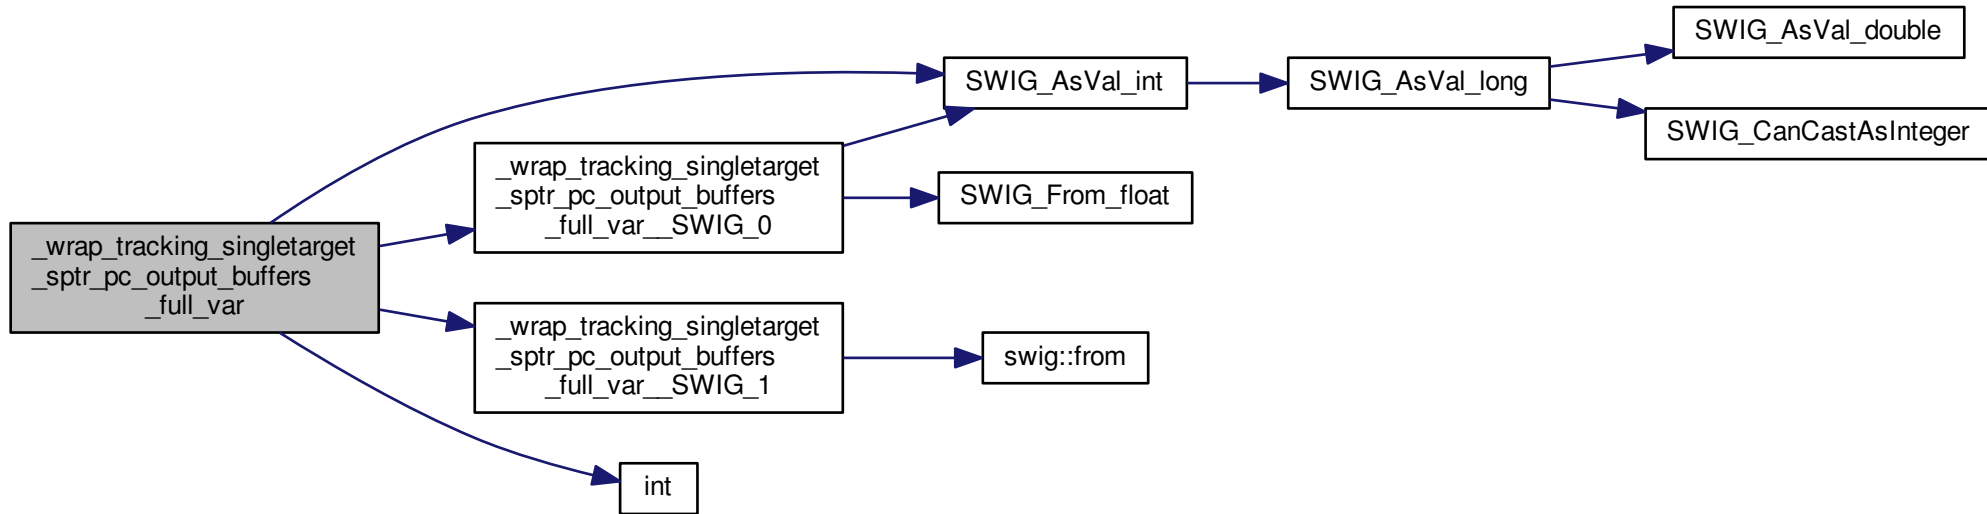 _wrap_tracking_singletarget
_sptr_pc_output_buffers
_full_var
_wrap_tracking_singletarget
_sptr_pc_output_buffers
_full_var__SWIG_0
_wrap_tracking_singletarget
_sptr_pc_output_buffers
_full_var__SWIG_1
int
SWIG_AsVal_int
SWIG_From_float
swig::from
SWIG_AsVal_long
SWIG_AsVal_double
SWIG_CanCastAsInteger